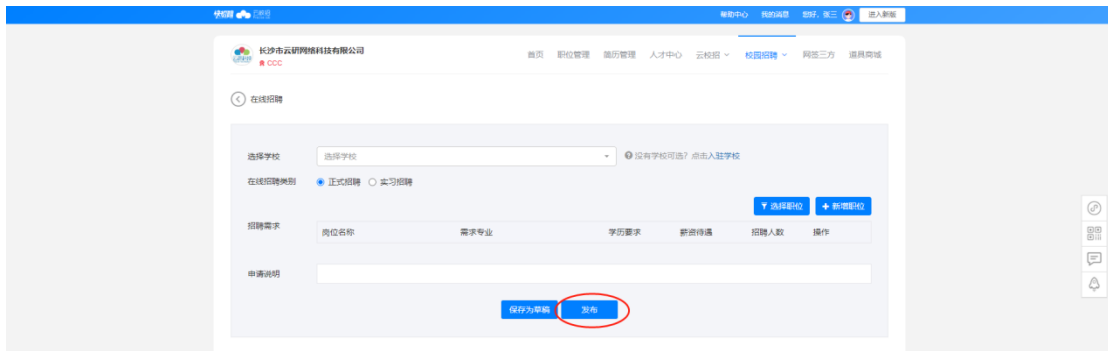 快就业 云就业 帮助中心 我的消息 您好, 张三 进入新版
长沙市云研网络科技有限公司
CCC
首页 职位管理 简历管理 人才中心 云校招 校园招聘 网签三方 道具商城
在线招聘
选择学校 选择学校 没有学校可选？点击入驻学校
在线招聘类别 正式招聘 实习招聘
选择职位 新增职位
招聘需求 岗位名称 需求专业 学历要求 薪资待遇 招聘人数 操作
申请说明
保存为草稿 发布